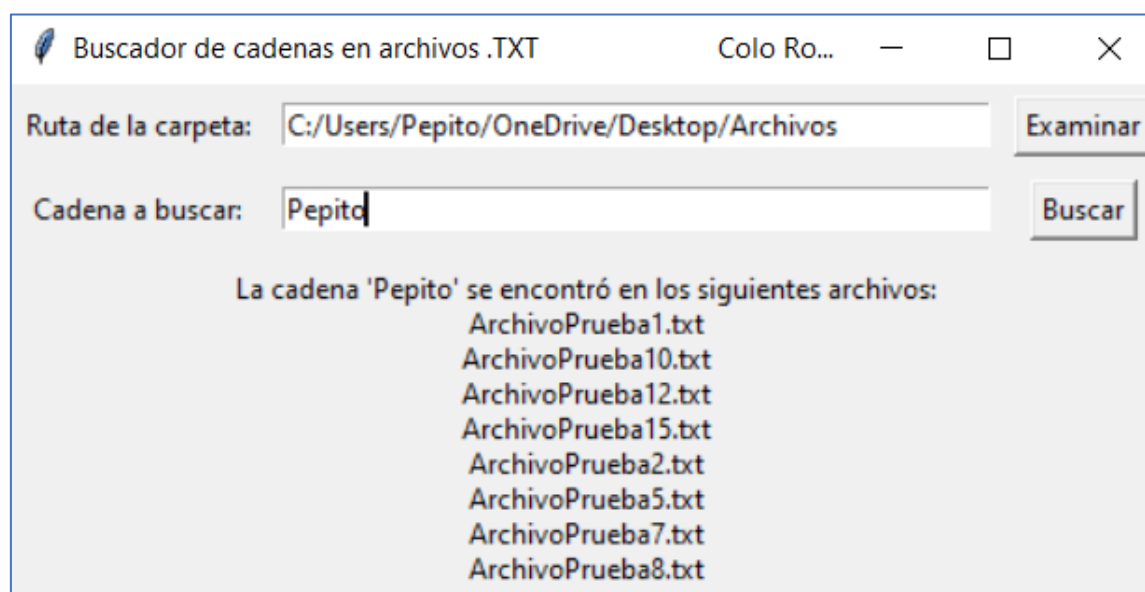 Buscador de cadenas en archivos .TXT Colo Ro...
Ruta de la carpeta: C:/Users/Pepito/OneDrive/Desktop/Archivos Examinar
Cadena a buscar: Pepito Buscar
La cadena 'Pepito' se encontró en los siguientes archivos:
ArchivoPrueba1.txt
ArchivoPrueba10.txt
ArchivoPrueba12.txt
ArchivoPrueba15.txt
ArchivoPrueba2.txt
ArchivoPrueba5.txt
ArchivoPrueba7.txt
ArchivoPrueba8.txt